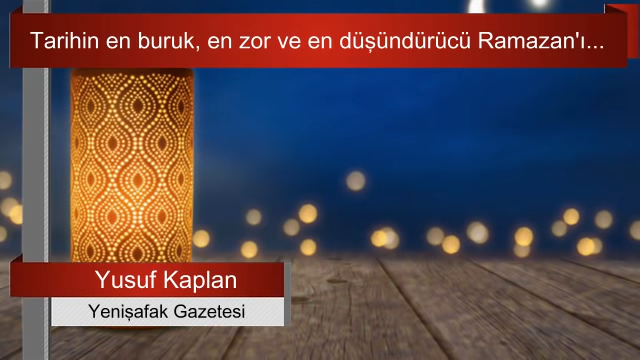 Tarihin en buruk, en zor ve en düşündürücü Ramazan'ı...
Yusuf Kaplan
Yenişafak Gazetesi